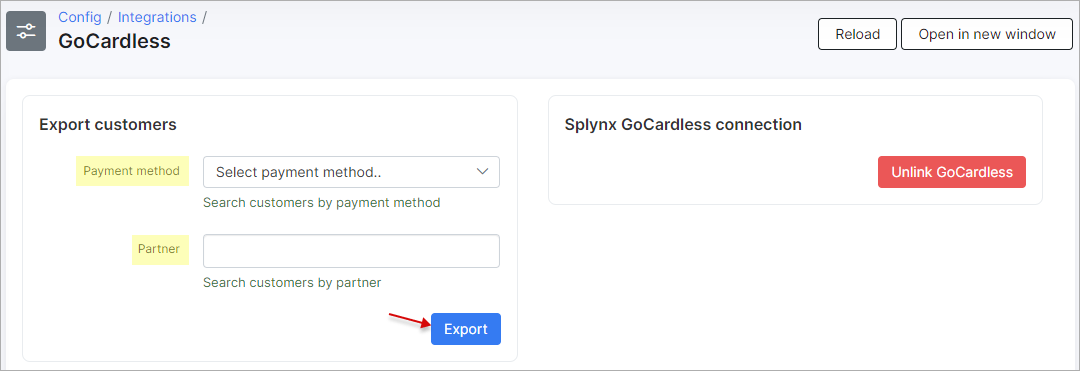 Config / Integrations /
GoCardless
Reload
Open in new window
Export customers
Payment method
Select payment method..
Search customers by payment method
Partner
Search customers by partner
Export
Splynx GoCardless connection
Unlink GoCardless